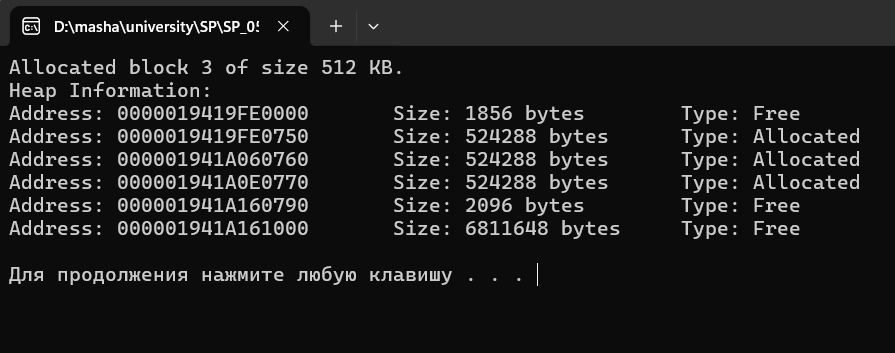 D:\masha\university\SP\SP_05
Allocated block 3 of size 512 KB.
Heap Information:
Address: 0000019419FE0000 Size: 1856 bytes Type: Free
Address: 0000019419FE0750 Size: 524288 bytes Type: Allocated
Address: 000001941A060760 Size: 524288 bytes Type: Allocated
Address: 000001941A0E0770 Size: 524288 bytes Type: Allocated
Address: 000001941A160790 Size: 2096 bytes Type: Free
Address: 000001941A161000 Size: 6811648 bytes Type: Free
Для продолжения нажмите любую клавишу . . .